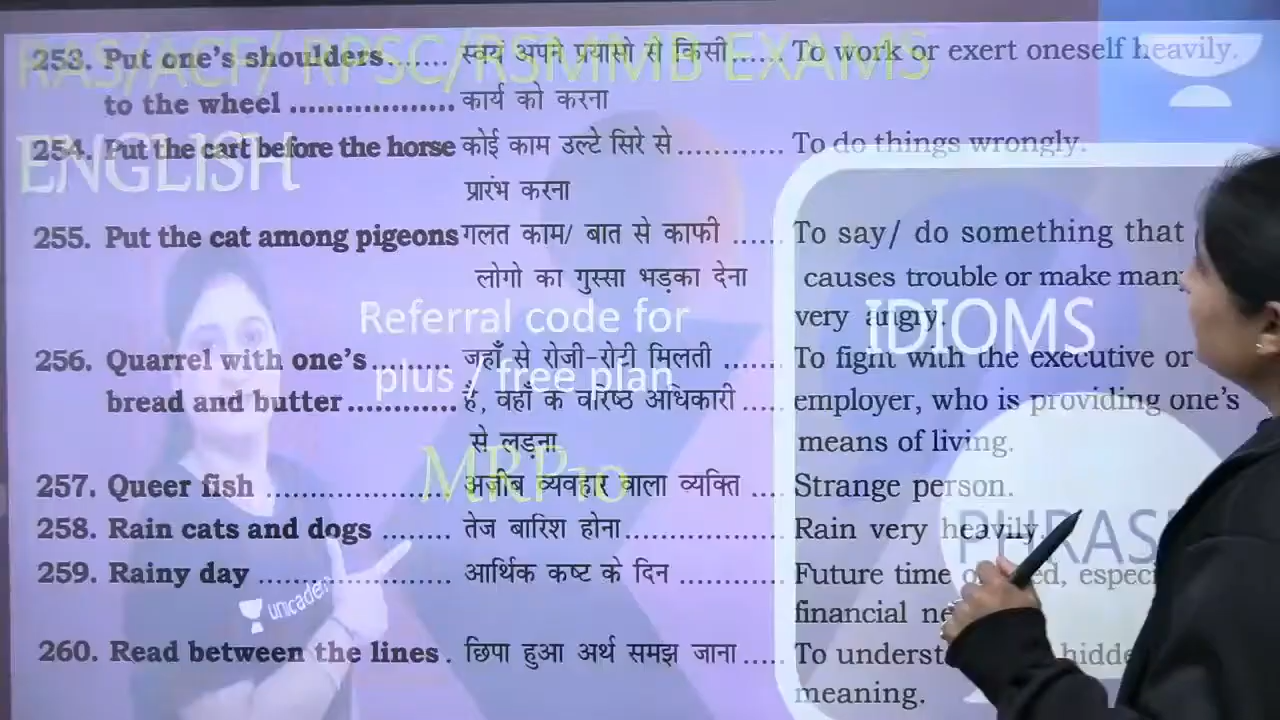 RAS/ACF/ RPSC/RSMMB EXAMS
ENGLISH
Referral code for
plus / free plan
MRP10
IDIOMS
unicademy
253. Put one's shoulders....... स्वयं अपने प्रयासो से किसी...... To work or exert oneself heavily.
to the wheel .................. कार्य को करना
254. Put the cart before the horse कोई काम उल्टे सिरे से ............ To do things wrongly.
प्रारंभ करना
255. Put the cat among pigeons गलत काम/ बात से काफी ...... To say/ do something that
लोगो का गुस्सा भड़का देना causes trouble or make many
very angry.
256. Quarrel with one's......... जहाँ से रोजी-रोटी मिलती ....... To fight with the executive or
bread and butter............ है, वहाँ के वरिष्ठ अधिकारी ..... employer, who is providing one's
से लड़ना means of living.
257. Queer fish ..................... अजीब व्यवहार वाला व्यक्ति .... Strange person.
258. Rain cats and dogs ........ तेज बारिश होना.................. Rain very heavily.
259. Rainy day ...................... आर्थिक कष्ट के दिन ............ Future time
financial
260. Read between the lines . छिपा हुआ अर्थ समझ जाना ..... To
meaning.